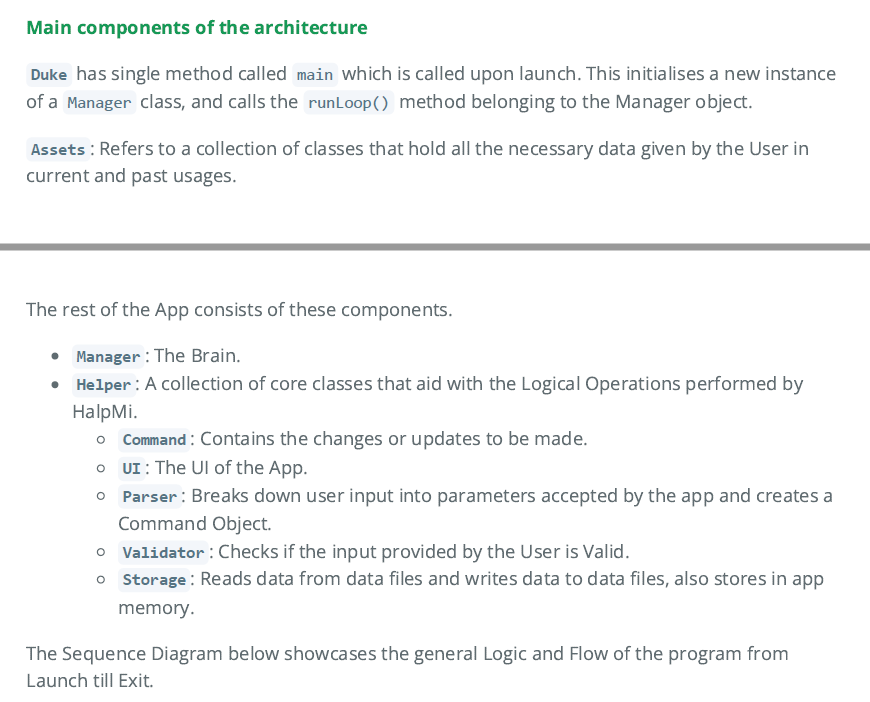 Main components of the architecture
Duke has single method called main which is called upon launch. This initialises a new instance
of a Manager class, and calls the runLoop() method belonging to the Manager object.
Assets: Refers to a collection of classes that hold all the necessary data given by the User in
current and past usages.
The rest of the App consists of these components.
• Manager: The Brain.
• Helper: A collection of core classes that aid with the Logical Operations performed by
HalpMi.
○ Command: Contains the changes or updates to be made.
○ UI: The UI of the App.
○ Parser: Breaks down user input into parameters accepted by the app and creates a
Command Object.
○ Validator: Checks if the input provided by the User is Valid.
○ Storage: Reads data from data files and writes data to data files, also stores in app
memory.
The Sequence Diagram below showcases the general Logic and Flow of the program from
Launch till Exit.